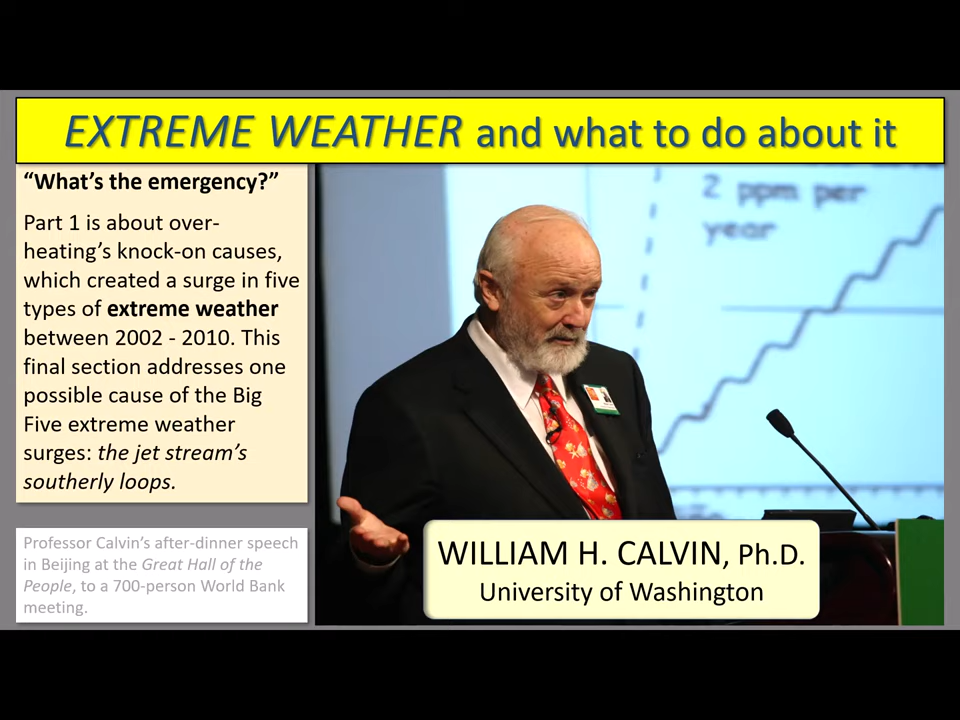 EXTREME WEATHER and what to do about it
“What’s the emergency?”
Part 1 is about over-
heating’s knock-on causes,
which created a surge in five
types of extreme weather
between 2002 - 2010. This
final section addresses one
possible cause of the Big
Five extreme weather
surges: the jet stream’s
southerly loops.
2 ppm per
year
Professor Calvin’s after-dinner speech
in Beijing at the Great Hall of the
People, to a 700-person World Bank
meeting.
WILLIAM H. CALVIN, Ph.D.
University of Washington